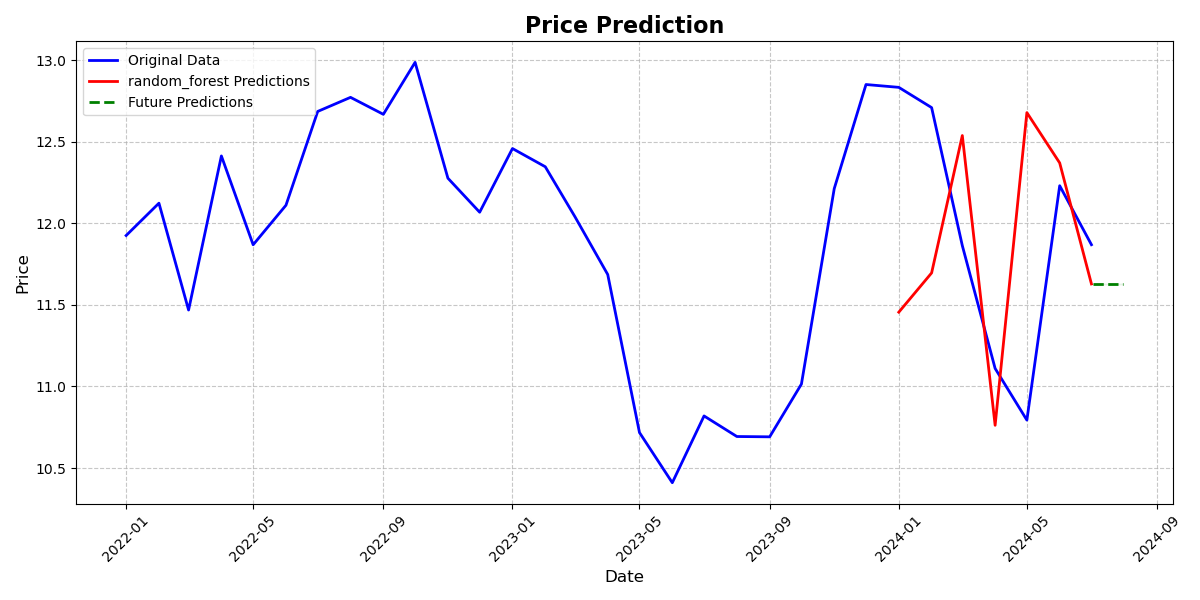 Price Prediction
Original Data
random_forest Predictions
Future Predictions
Price
13.0
12.5
12.0
11.5
11.0
10.5
2022-01
2022-05
2022-09
2023-01
2023-05
2023-09
2024-01
2024-05
2024-09
Date